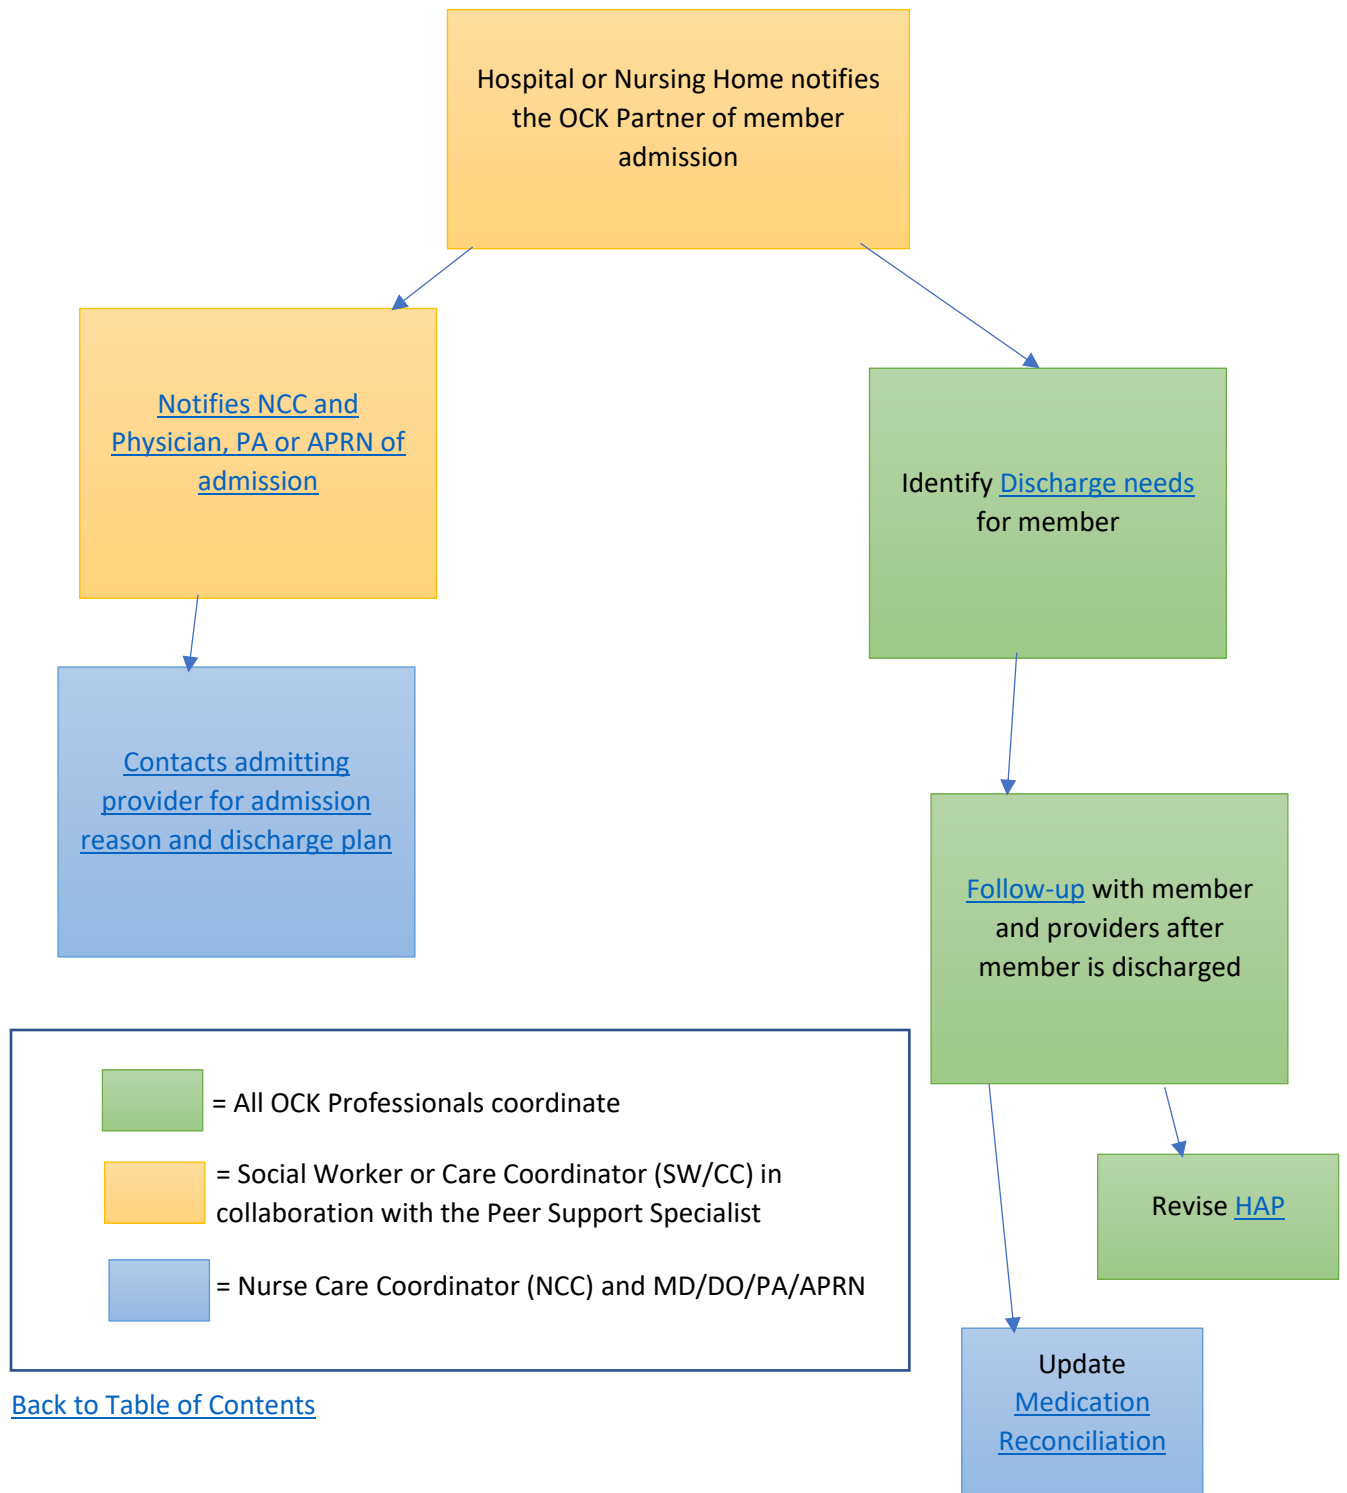 Hospital or Nursing Home notifies
the OCK Partner of member
admission
Notifies NCC and
Physician, PA or APRN of
admission
Identify Discharge needs
for member
Contacts admitting
provider for admission
reason and discharge plan
Follow-up with member
and providers after
member is discharged
= All OCK Professionals coordinate
= Social Worker or Care Coordinator (SW/CC) in
collaboration with the Peer Support Specialist
= Nurse Care Coordinator (NCC) and MD/DO/PA/APRN
Revise HAP
Update
Medication
Reconciliation
Back to Table of Contents